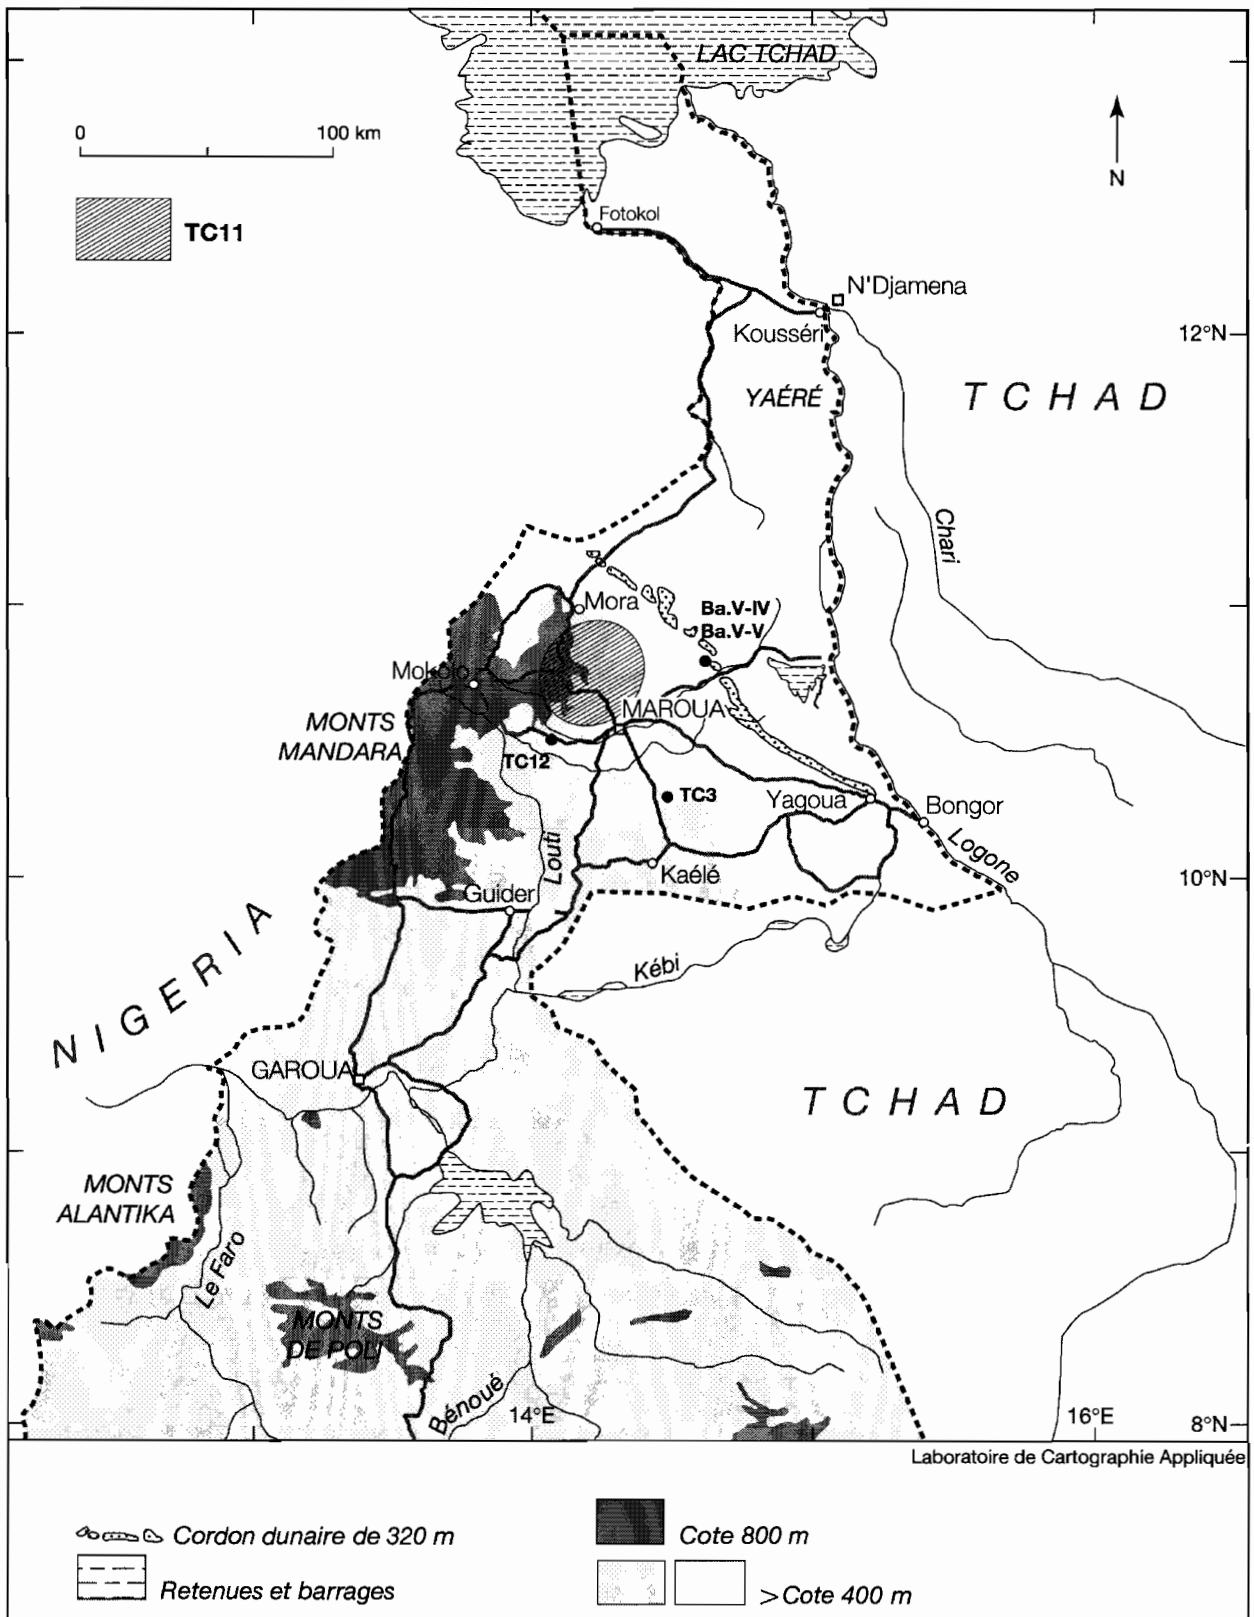 LAC TCHAD
0 100 km
N
TC11
Fotokol
N'Djamena
Kousséri
12°N
YAÉRÉ
TCHAD
Chari
Mora
Ba.V-IV
Ba.V-V
Mokolo
MAROUA
MONTS
MANDARA
TC12
TC3
Yagoua
Bongor
Logone
Louti
Kaélé
10°N
Guider
NIGERIA
Kébi
GAROUA
TCHAD
MONTS
ALANTIKA
Le Faro
MONTS
DE POLI
Bénoué
14°E
16°E
8°N
Laboratoire de Cartographie Appliquée
Cordon dunaire de 320 m
Cote 800 m
Retenues et barrages
>Cote 400 m